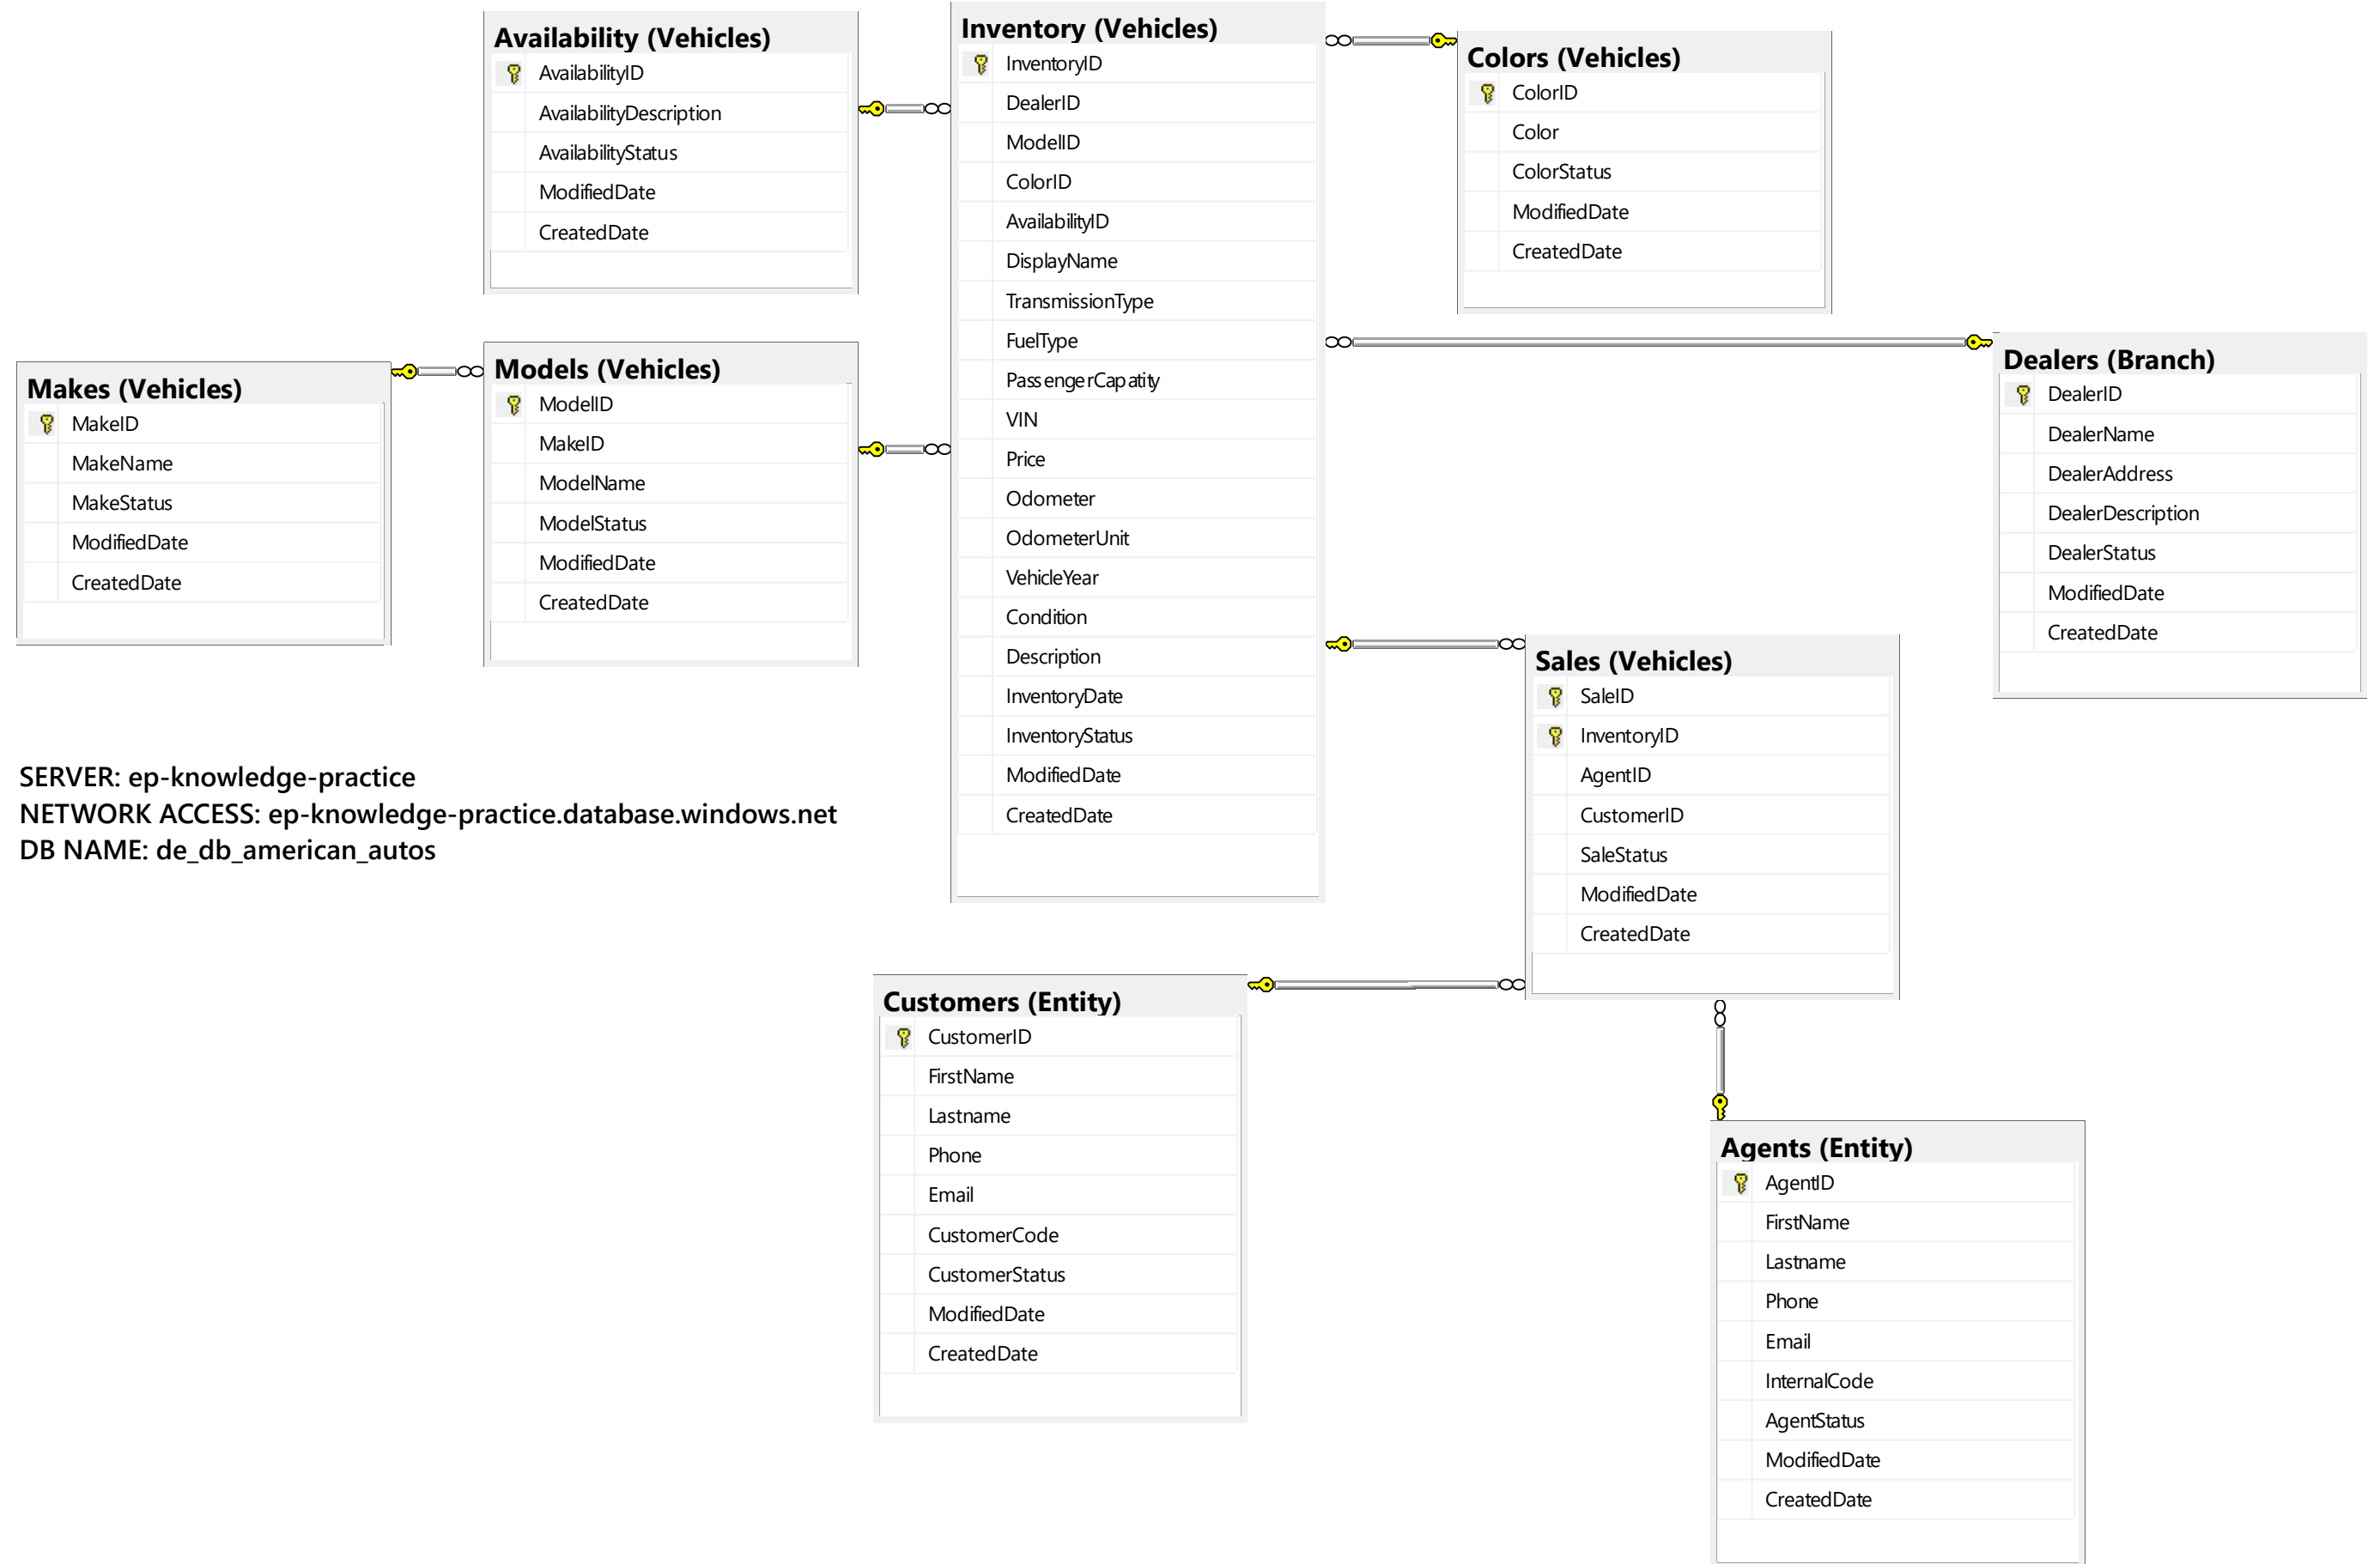 Availability (Vehicles)
AvailabilityID
AvailabilityDescription
AvailabilityStatus
ModifiedDate
CreatedDate
Inventory (Vehicles)
InventoryID
DealerID
ModelID
ColorID
AvailabilityID
DisplayName
TransmissionType
FuelType
PassengerCapatity
VIN
Price
Odometer
OdometerUnit
VehicleYear
Condition
Description
InventoryDate
InventoryStatus
ModifiedDate
CreatedDate
Colors (Vehicles)
ColorID
Color
ColorStatus
ModifiedDate
CreatedDate
Makes (Vehicles)
MakeID
MakeName
MakeStatus
ModifiedDate
CreatedDate
Models (Vehicles)
ModelID
MakeID
ModelName
ModelStatus
ModifiedDate
CreatedDate
Dealers (Branch)
DealerID
DealerName
DealerAddress
DealerDescription
DealerStatus
ModifiedDate
CreatedDate
Sales (Vehicles)
SaleID
InventoryID
AgentID
CustomerID
SaleStatus
ModifiedDate
CreatedDate
SERVER: ep-knowledge-practice
NETWORK ACCESS: ep-knowledge-practice.database.windows.net
DB NAME: de_db_american_autos
Customers (Entity)
CustomerID
FirstName
Lastname
Phone
Email
CustomerCode
CustomerStatus
ModifiedDate
CreatedDate
Agents (Entity)
AgentID
FirstName
Lastname
Phone
Email
InternalCode
AgentStatus
ModifiedDate
CreatedDate